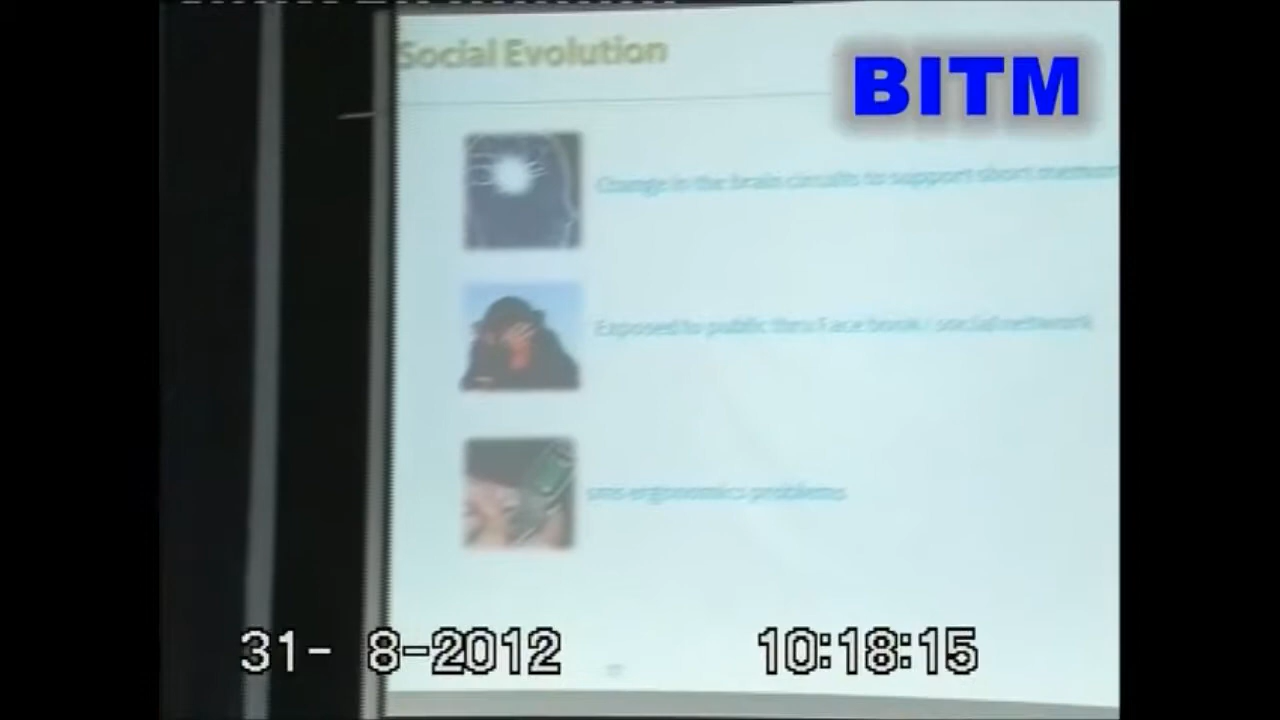 Social Evolution
BITM
Change in the brain circuits to support short memor
Exposed to public thru Face book / social network
sms ergonomics problems
31- 8-2012
10:18:15